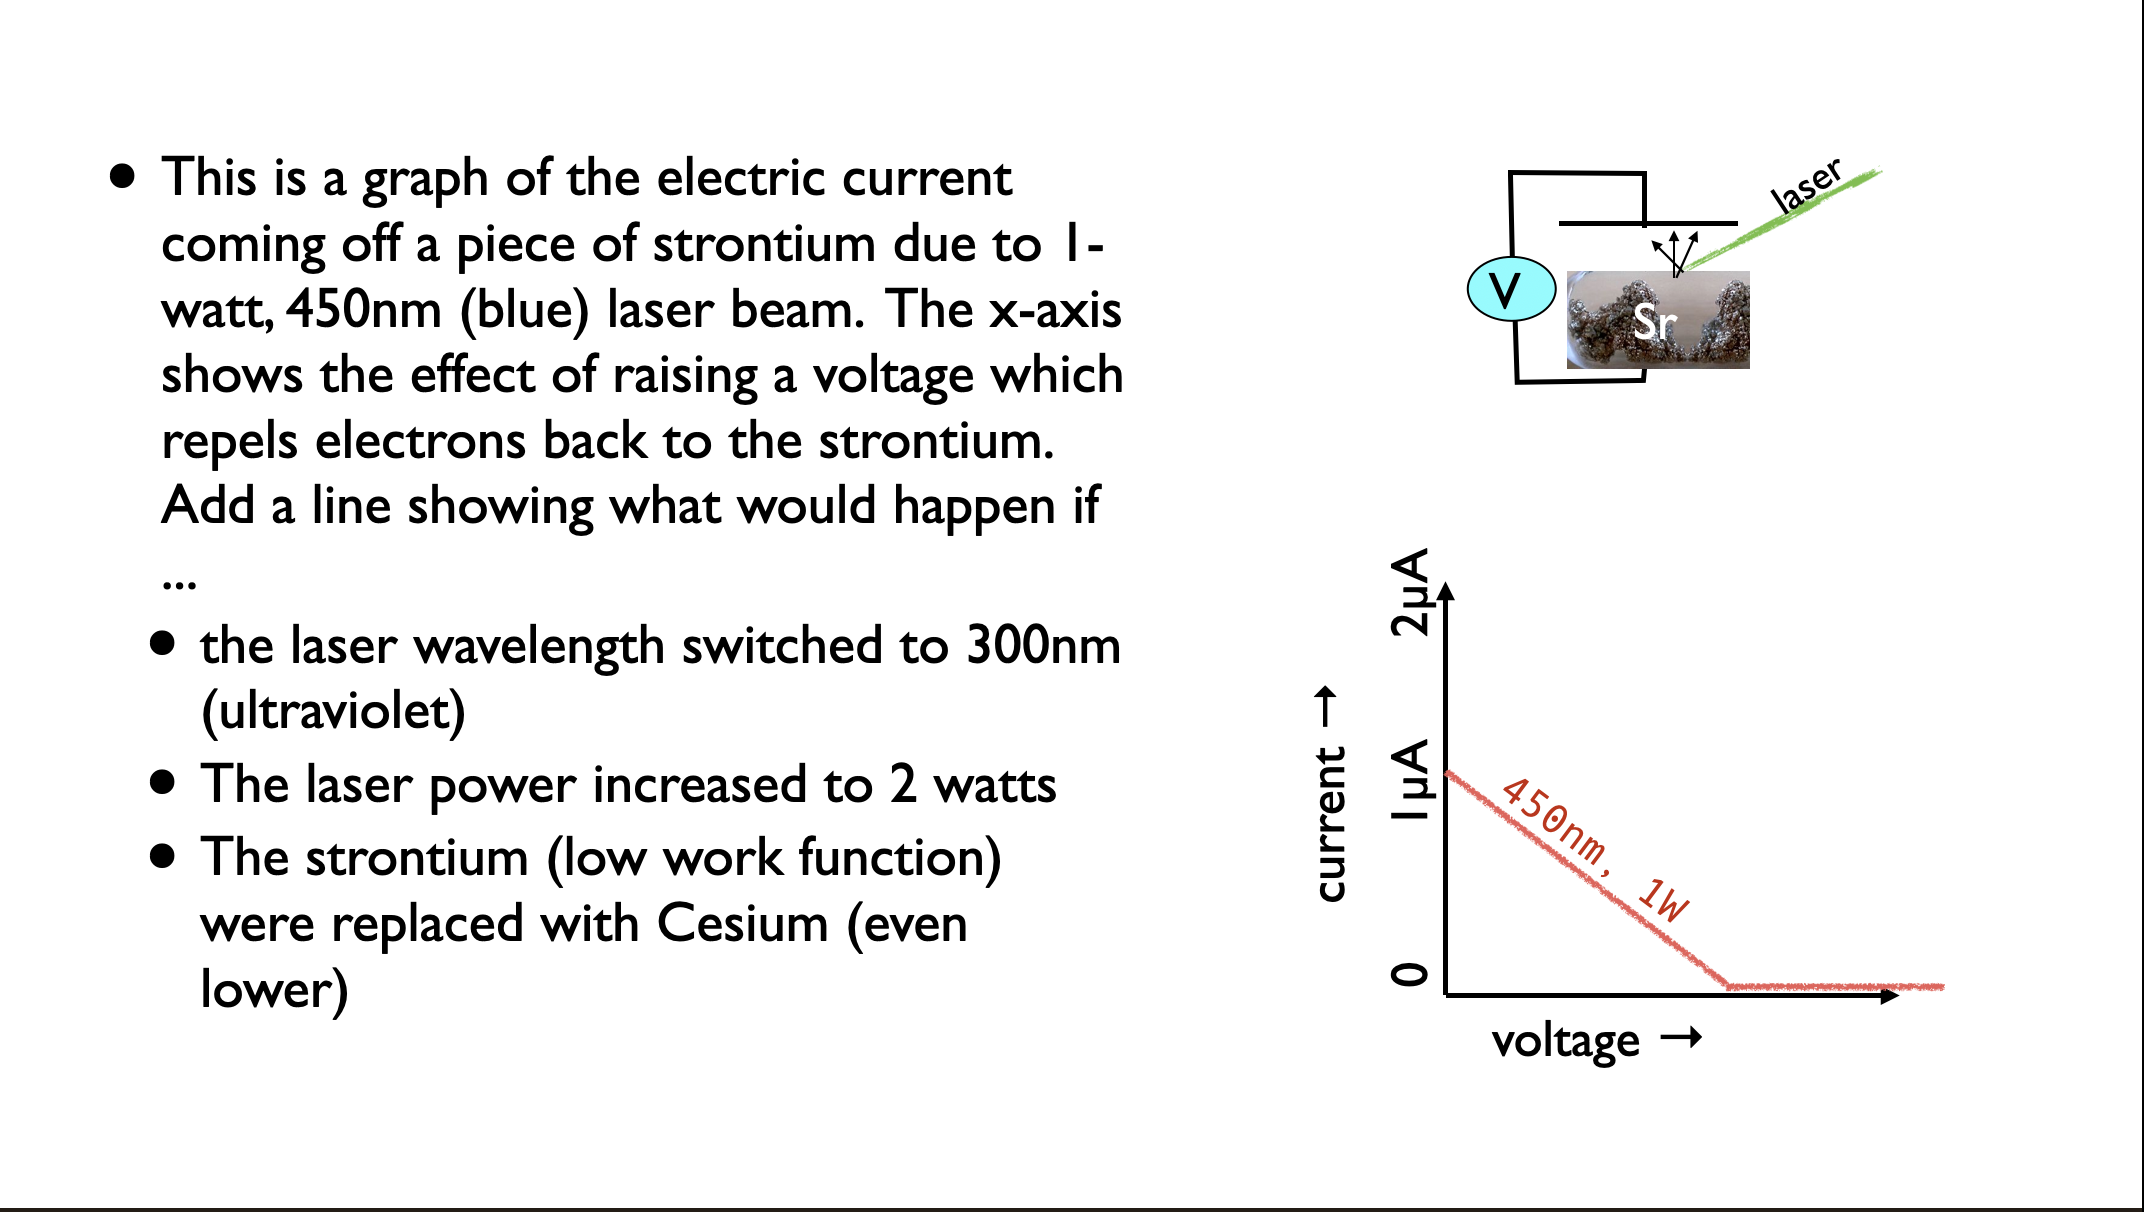 • This is a graph of the electric current
coming off a piece of strontium due to 1-
watt, 450nm (blue) laser beam. The x-axis
shows the effect of raising a voltage which
repels electrons back to the strontium.
Add a line showing what would happen if
...
• the laser wavelength switched to 300nm
(ultraviolet)
• The laser power increased to 2 watts
• The strontium (low work function)
were replaced with Cesium (even
lower)
laser
V
Sr
2μA
1μA
0
current →
450nm, 1W
voltage →